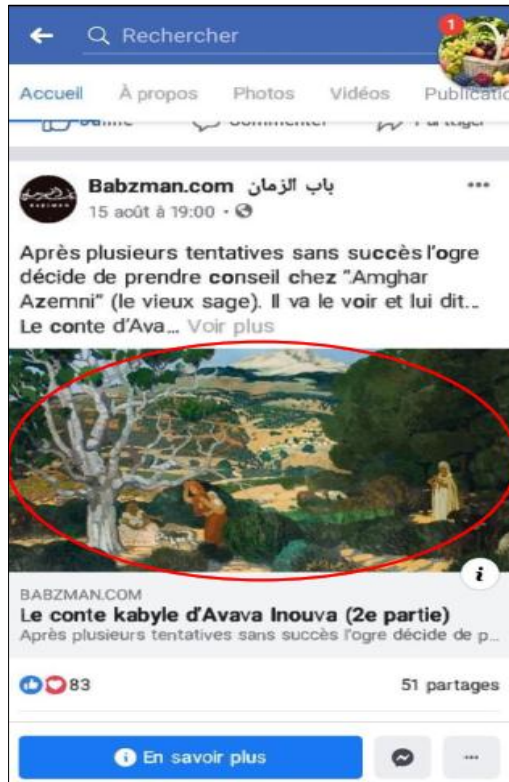 Rechercher
1
Accueil À propos Photos Vidéos Publicatio
J'aime Commenter Partager
Babzman.com باب الزمان
15 août à 19:00
Après plusieurs tentatives sans succès l'ogre
décide de prendre conseil chez "Amghar
Azemni" (le vieux sage). Il va le voir et lui dit...
Le conte d'Ava... Voir plus
BABZMAN.COM
Le conte kabyle d'Avava Inouva (2e partie)
Après plusieurs tentatives sans succès l'ogre décide de p...
83 51 partages
En savoir plus